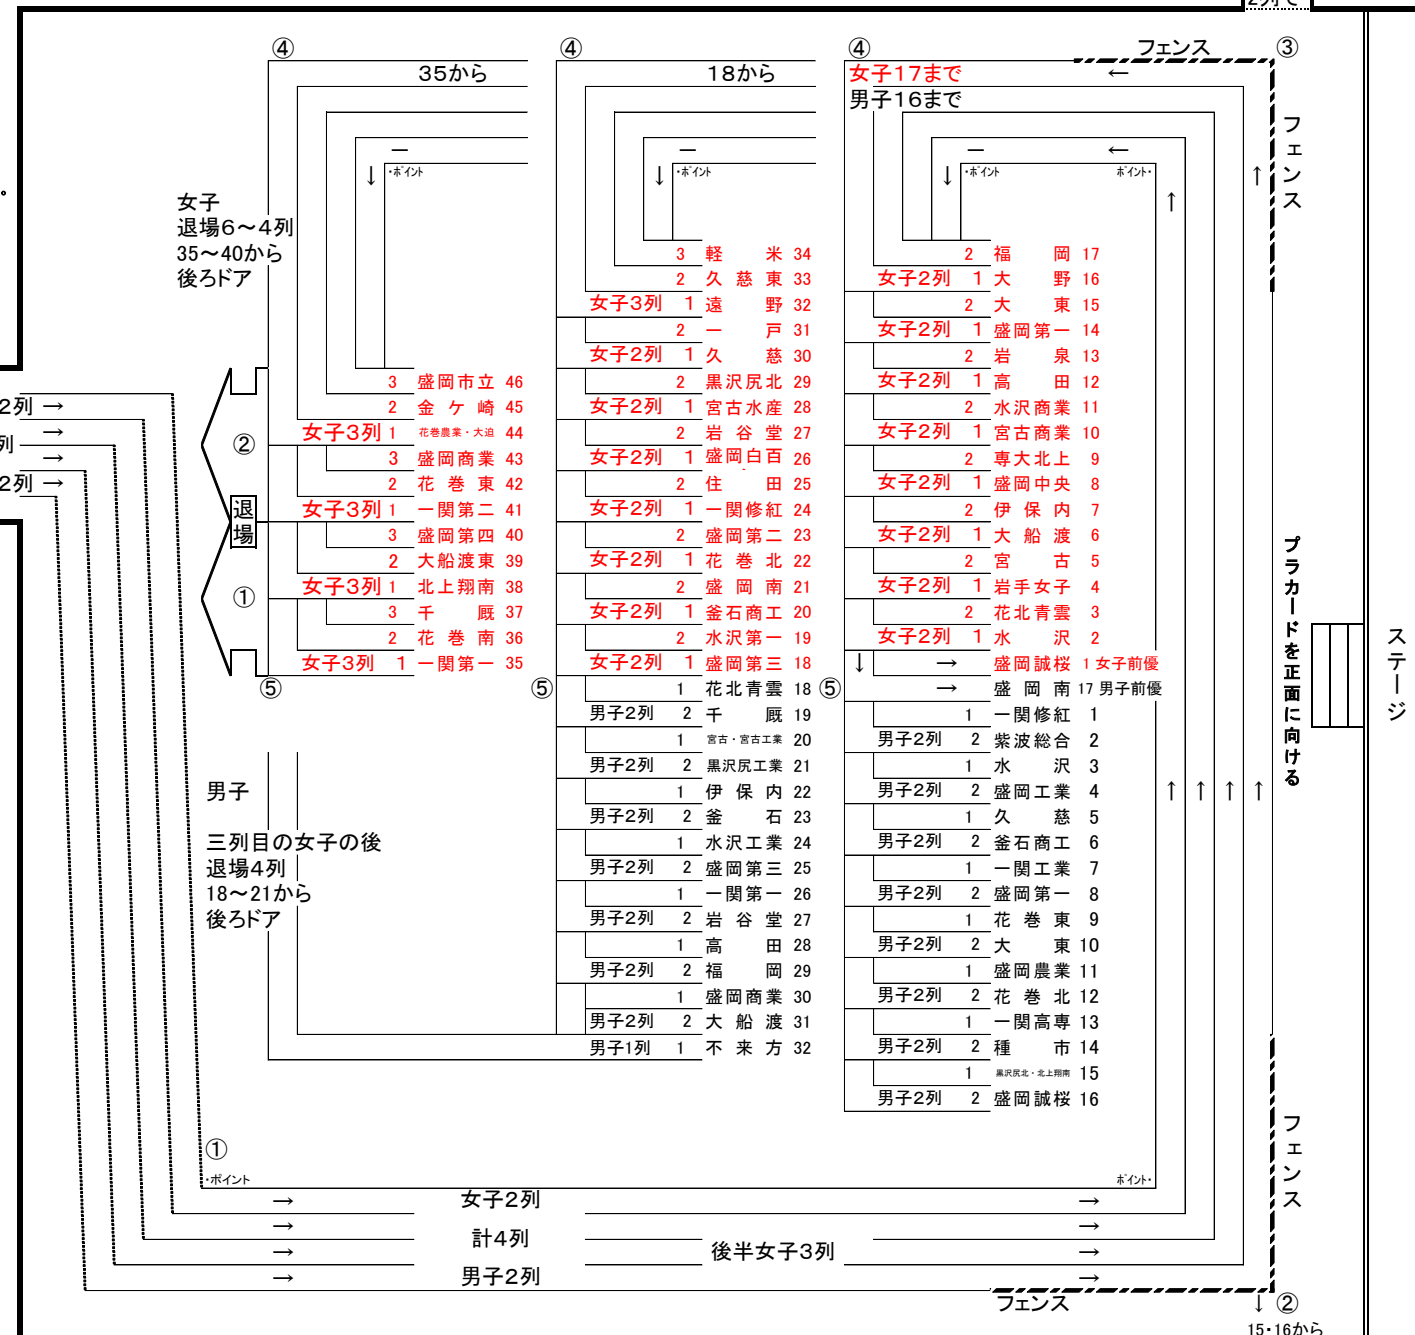 2列で
④ ④ ④ フェンス ③
35から 18から 女子17まで ←
男子16まで
フェンス
− − − ←
↓ ・ポイント ↓ ・ポイント ↓ ・ポイント ポイント・ ↑ ↑
。
女子
退場6～4列
35～40から
後ろドア
3 軽米 34
2 久慈東 33
女子3列 1 遠野 32
2 一戸 31
女子2列 1 久慈 30
2 黒沢尻北 29
女子2列 1 宮古水産 28
2 岩谷堂 27
女子2列 1 盛岡白百 26
2 住田 25
女子2列 1 一関修紅 24
2 盛岡第二 23
女子2列 1 花巻北 22
2 盛岡南 21
女子2列 1 釜石商工 20
2 水沢第一 19
女子2列 1 盛岡第三 18
2 福岡 17
女子2列 1 大野 16
2 大東 15
女子2列 1 盛岡第一 14
2 岩泉 13
女子2列 1 高田 12
2 水沢商業 11
女子2列 1 宮古商業 10
2 専大北上 9
女子2列 1 盛岡中央 8
2 伊保内 7
女子2列 1 大船渡 6
2 宮古 5
女子2列 1 岩手女子 4
2 花北青雲 3
女子2列 1 水沢 2
↓ → 盛岡誠桜 1 女子前優
3 盛岡市立 46
2 金ケ崎 45
女子3列 1 花巻農業・大迫 44
3 盛岡商業 43
2 花巻東 42
女子3列 1 一関第二 41
3 盛岡第四 40
2 大船渡東 39
女子3列 1 北上翔南 38
3 千厩 37
2 花巻南 36
女子3列 1 一関第一 35
2列 →
→
列
→
2列 →
②
退場
①
⑤ ⑤ ⑤
→ 盛岡南 17 男子前優
1 花北青雲 18
男子2列 2 千厩 19
1 宮古・宮古工業 20
男子2列 2 黒沢尻工業 21
1 伊保内 22
男子2列 2 釜石 23
1 水沢工業 24
男子2列 2 盛岡第三 25
1 一関第一 26
男子2列 2 岩谷堂 27
1 高田 28
男子2列 2 福岡 29
1 盛岡商業 30
男子2列 2 大船渡 31
男子1列 1 不来方 32
1 一関修紅 1
男子2列 2 紫波総合 2
1 水沢 3
男子2列 2 盛岡工業 4
1 久慈 5
男子2列 2 釜石商工 6
1 一関工業 7
男子2列 2 盛岡第一 8
1 花巻東 9
男子2列 2 大東 10
1 盛岡農業 11
男子2列 2 花巻北 12
1 一関高専 13
男子2列 2 種市 14
1 黒沢尻北・北上翔南 15
男子2列 2 盛岡誠桜 16
男子
三列目の女子の後
退場4列
18～21から
後ろドア
↑ ↑ ↑ ↑
プラカードを正面に向ける
ステージ
フェンス
①
・ポイント ポイント・
→ 女子2列 →
→ 計4列 →
→ 後半女子3列 →
→ 男子2列 →
フェンス ↓ ②
15・16から